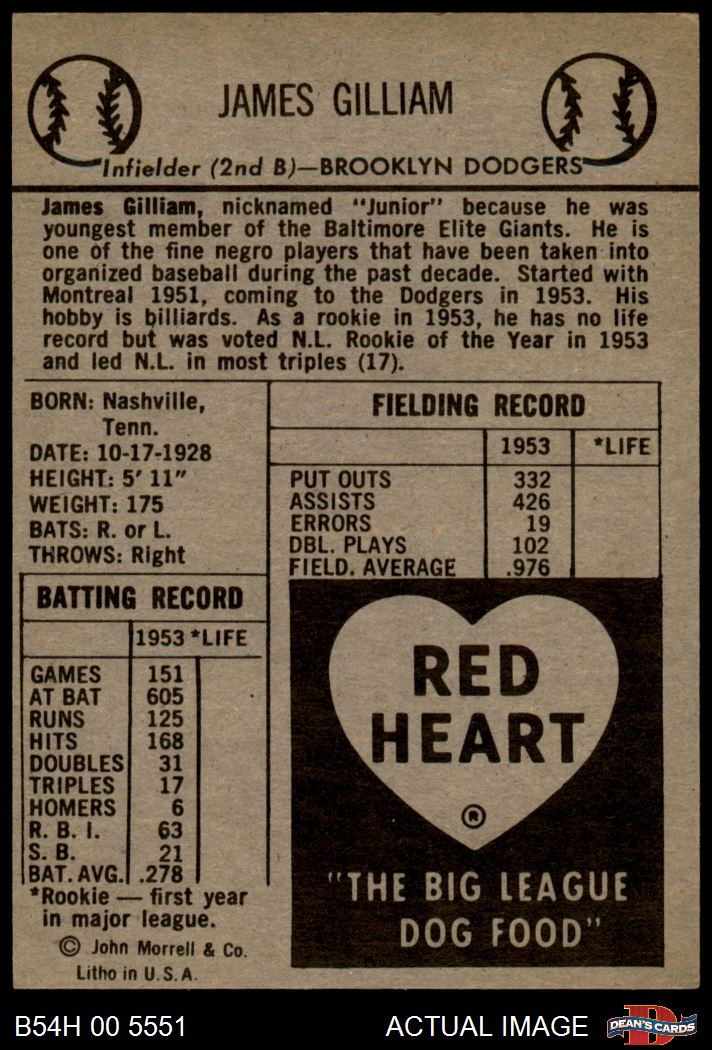 JAMES GILLIAM
Infielder (2nd B)—BROOKLYN DODGERS
James Gilliam, nicknamed "Junior" because he was
youngest member of the Baltimore Elite Giants. He is
one of the fine negro players that have been taken into
organized baseball during the past decade. Started with
Montreal 1951, coming to the Dodgers in 1953. His
hobby is billiards. As a rookie in 1953, he has no life
record but was voted N.L. Rookie of the Year in 1953
and led N.L. in most triples (17).
BORN: Nashville,
Tenn.
DATE: 10-17-1928
HEIGHT: 5' 11"
WEIGHT: 175
BATS: R. or L.
THROWS: Right
FIELDING RECORD
1953 *LIFE
PUT OUTS 332
ASSISTS 426
ERRORS 19
DBL. PLAYS 102
FIELD. AVERAGE .976
BATTING RECORD
1953 *LIFE
GAMES 151
AT BAT 605
RUNS 125
HITS 168
DOUBLES 31
TRIPLES 17
HOMERS 6
R. B. I. 63
S. B. 21
BAT. AVG. .278
*Rookie — first year
in major league.
© John Morrell & Co.
Litho in U.S.A.
RED
HEART
®
"THE BIG LEAGUE
DOG FOOD"
B54H 00 5551
ACTUAL IMAGE
D
DEAN'S CARDS